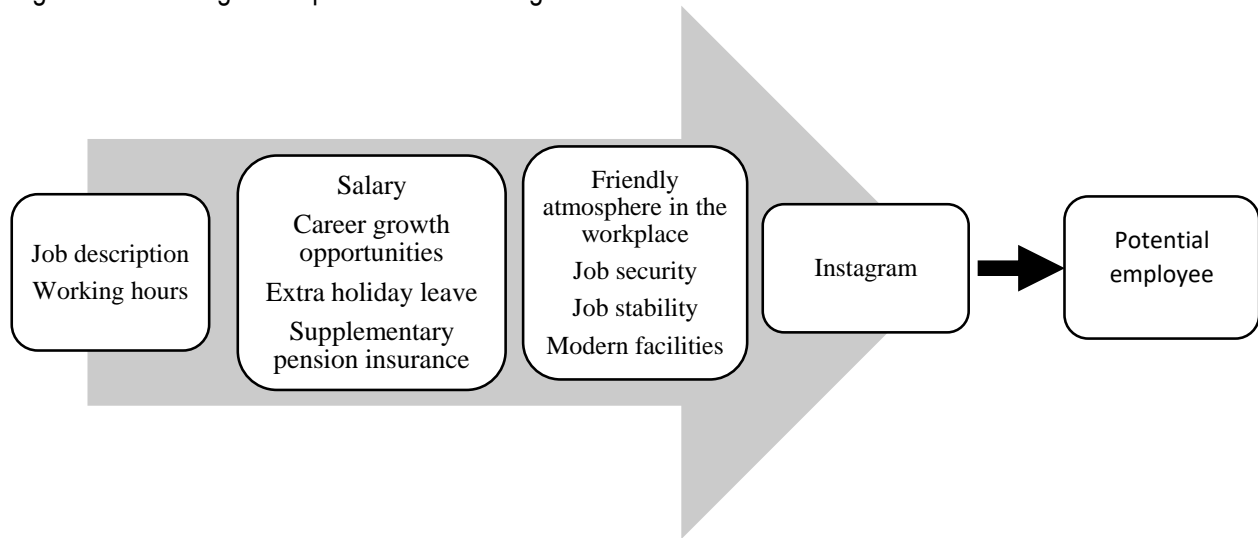 Job description
Working hours
Salary
Career growth
opportunities
Extra holiday leave
Supplementary
pension insurance
Friendly
atmosphere in the
workplace
Job security
Job stability
Modern facilities
Instagram
Potential
employee